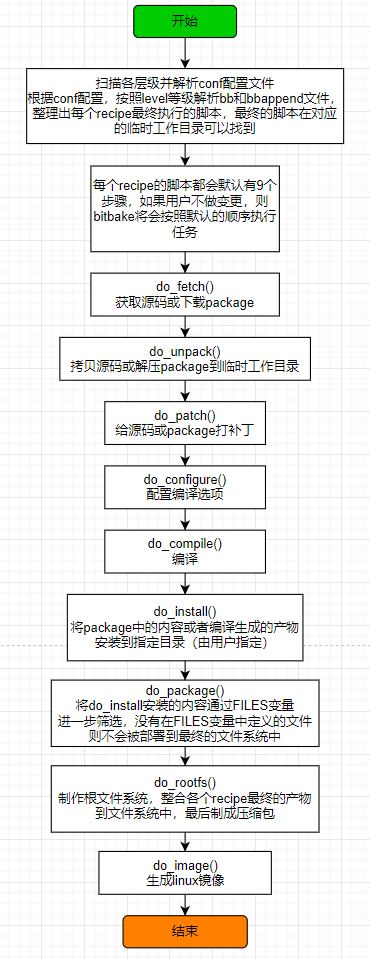 开始
扫描各层级并解析conf配置文件
根据conf配置，按照level等级解析bb和bbappend文件，
整理出每个recipe最终执行的脚本，最终的脚本在对应
的临时工作目录可以找到
每个recipe的脚本都会默认有9个
步骤，如果用户不做变更，则
bitbake将会按照默认的顺序执行
任务
do_fetch()
获取源码或下载package
do_unpack()
拷贝源码或解压package到临时工作目录
do_patch()
给源码或package打补丁
do_configure()
配置编译选项
do_compile()
编译
do_install()
将package中的内容或者编译生成的产物
安装到指定目录（由用户指定）
do_package()
将do_install安装的内容通过FILES变量
进一步筛选，没有在FILES变量中定义的文件
则不会被部署到最终的文件系统中
do_rootfs()
制作根文件系统，整合各个recipe最终的产物
到文件系统中，最后制成压缩包
do_image()
生成linux镜像
结束